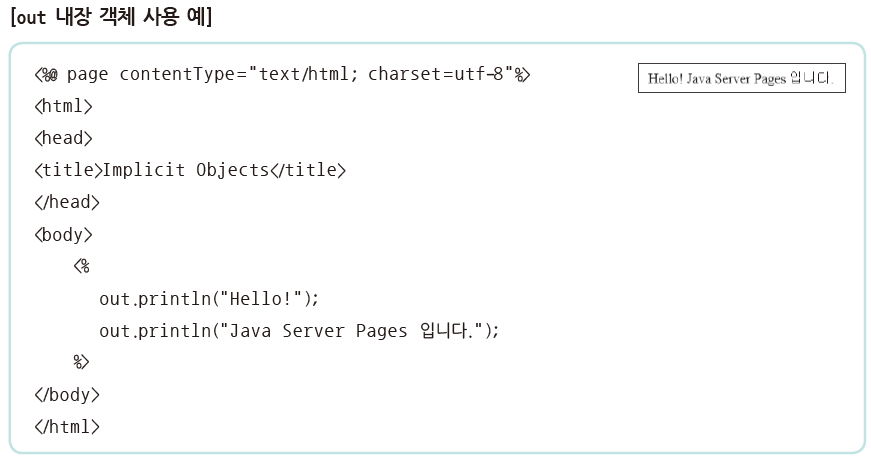 [out 내장 객체 사용 예]
<%@ page contentType="text/html; charset=utf-8"%>
Hello! Java Server Pages 입니다.
<html>
<head>
<title>Implicit Objects</title>
</head>
<body>
<%
out.println("Hello!");
out.println("Java Server Pages 입니다.");
%>
</body>
</html>